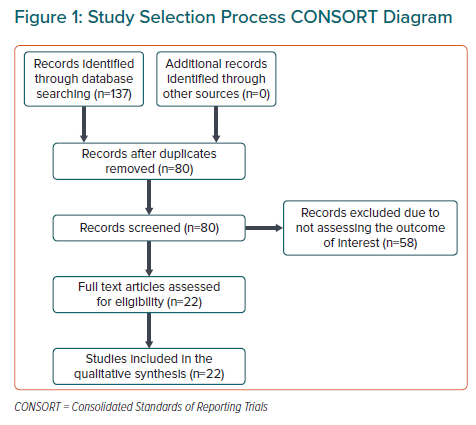 Figure 1: Study Selection Process CONSORT Diagram
Records identified
through database
searching (n=137)
Additional records
identified through
other sources (n=0)
Records after duplicates
removed (n=80)
Records screened (n=80)
Records excluded due to
not assessing the outcome
of interest (n=58)
Full text articles assessed
for eligibility (n=22)
Studies included in the
qualitative synthesis (n=22)
CONSORT = Consolidated Standards of Reporting Trials